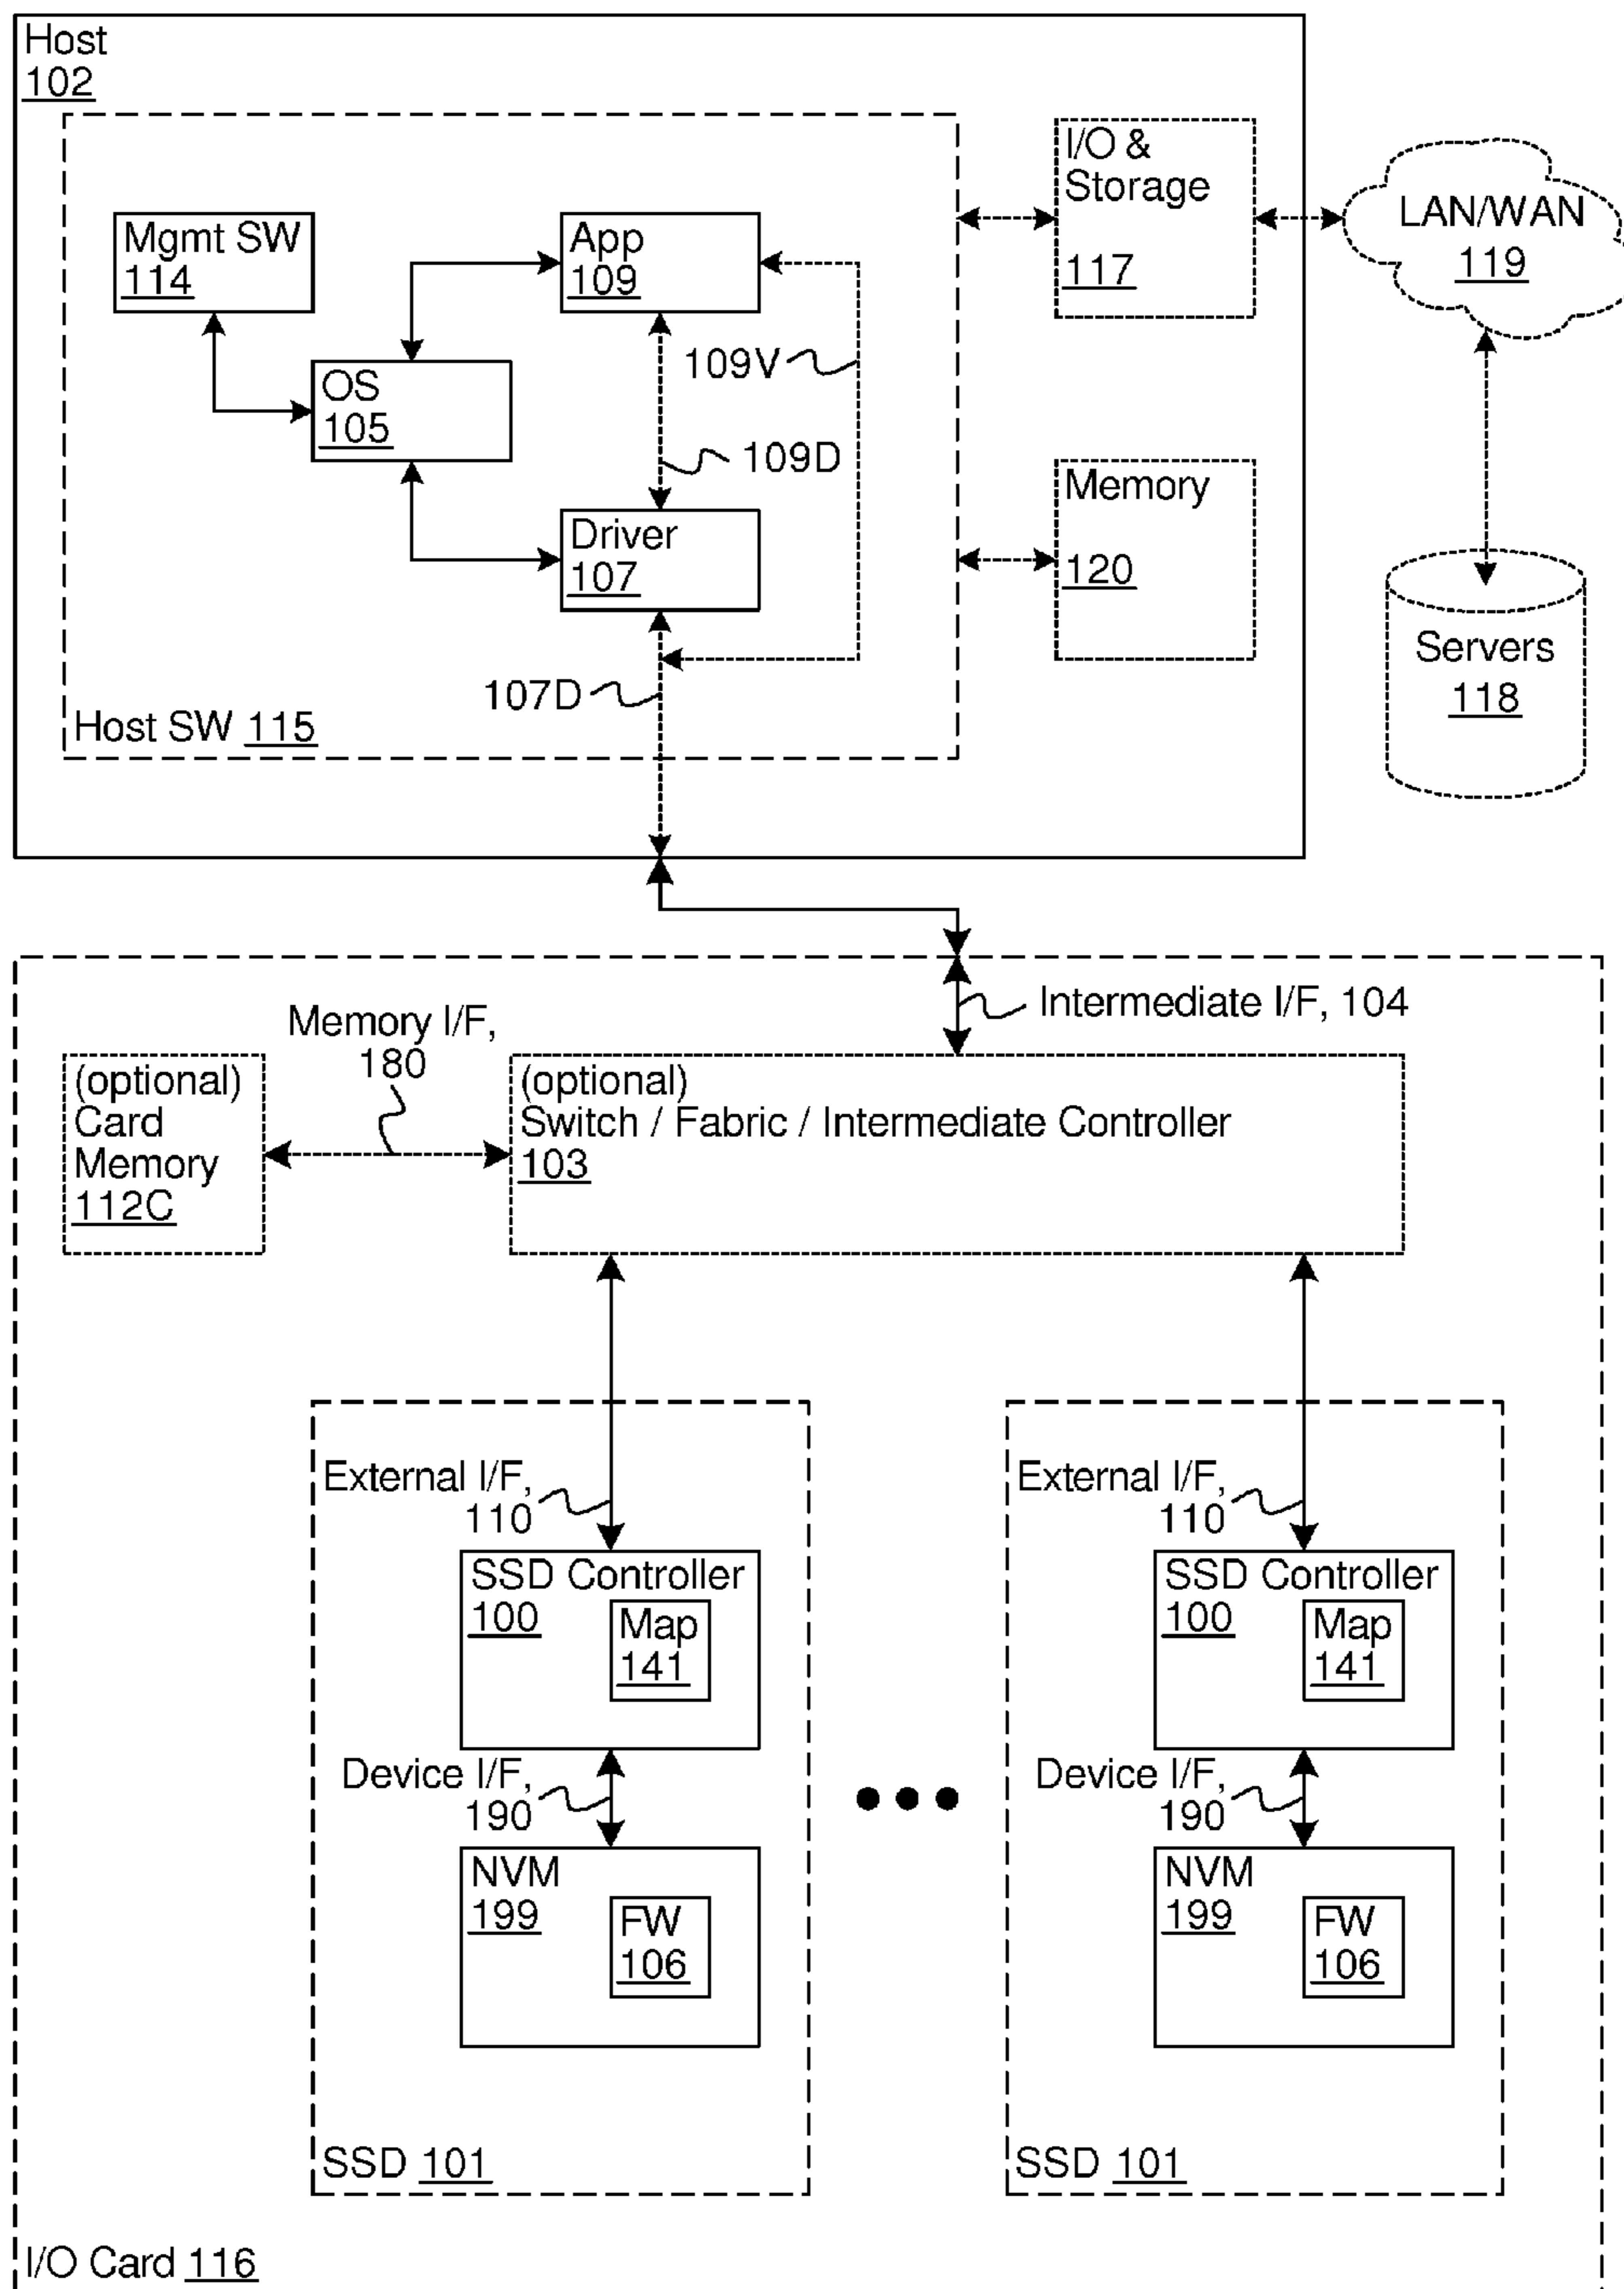 Host
102
I/O &
Storage
117
LAN/WAN
119
Mgmt SW
114
App
109
109V
OS
105
109D
Memory
120
Driver
107
Servers
118
107D
Host SW 115
Intermediate I/F, 104
Memory I/F,
180
(optional)
Card
Memory
112C
(optional)
Switch / Fabric / Intermediate Controller
103
External I/F,
110
SSD Controller
100
Map
141
Device I/F,
190
NVM
199
FW
106
SSD 101
External I/F,
110
SSD Controller
100
Map
141
Device I/F,
190
NVM
199
FW
106
SSD 101
I/O Card 116